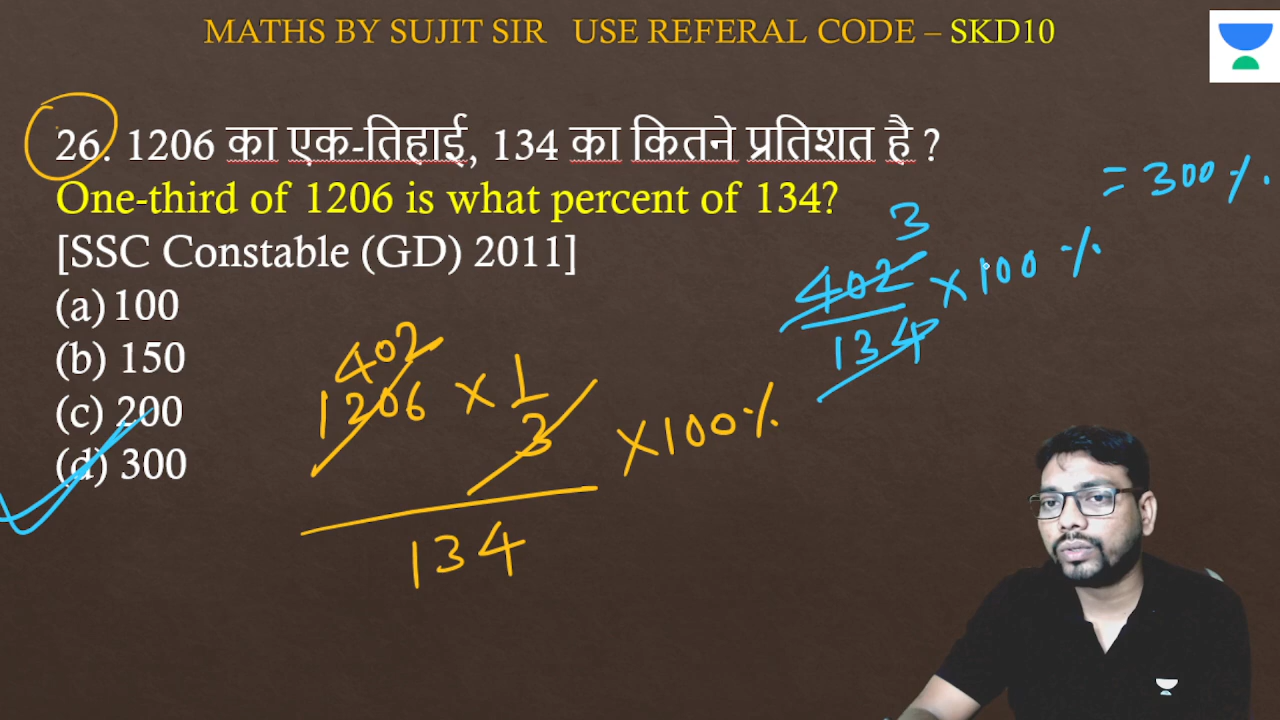 MATHS BY SUJIT SIR USE REFERAL CODE – SKD10
26. 1206 का एक-तिहाई, 134 का कितने प्रतिशत है ?
One-third of 1206 is what percent of 134?
[SSC Constable (GD) 2011]
(a) 100
(b) 150
(c) 200
(d) 300
402
1206 × 1
3
×100%
134
3
402
×100 %
134
= 300%.